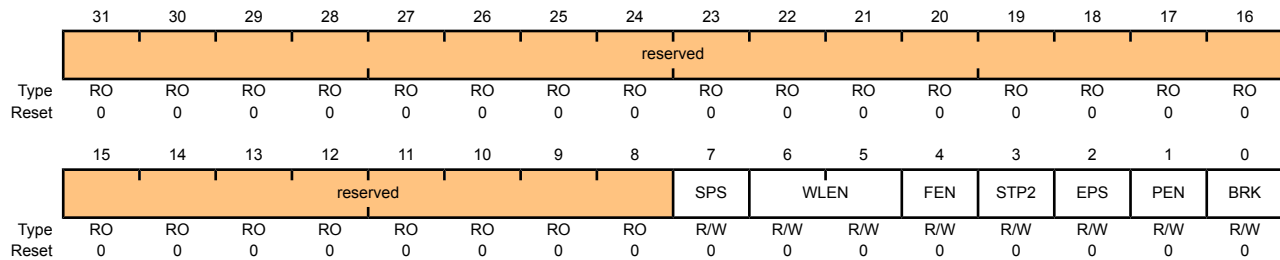 31 30 29 28 27 26 25 24 23 22 21 20 19 18 17 16
reserved
Type RO RO RO RO RO RO RO RO RO RO RO RO RO RO RO RO
Reset 0 0 0 0 0 0 0 0 0 0 0 0 0 0 0 0
15 14 13 12 11 10 9 8 7 6 5 4 3 2 1 0
reserved SPS WLEN FEN STP2 EPS PEN BRK
Type RO RO RO RO RO RO RO RO R/W R/W R/W R/W R/W R/W R/W R/W
Reset 0 0 0 0 0 0 0 0 0 0 0 0 0 0 0 0